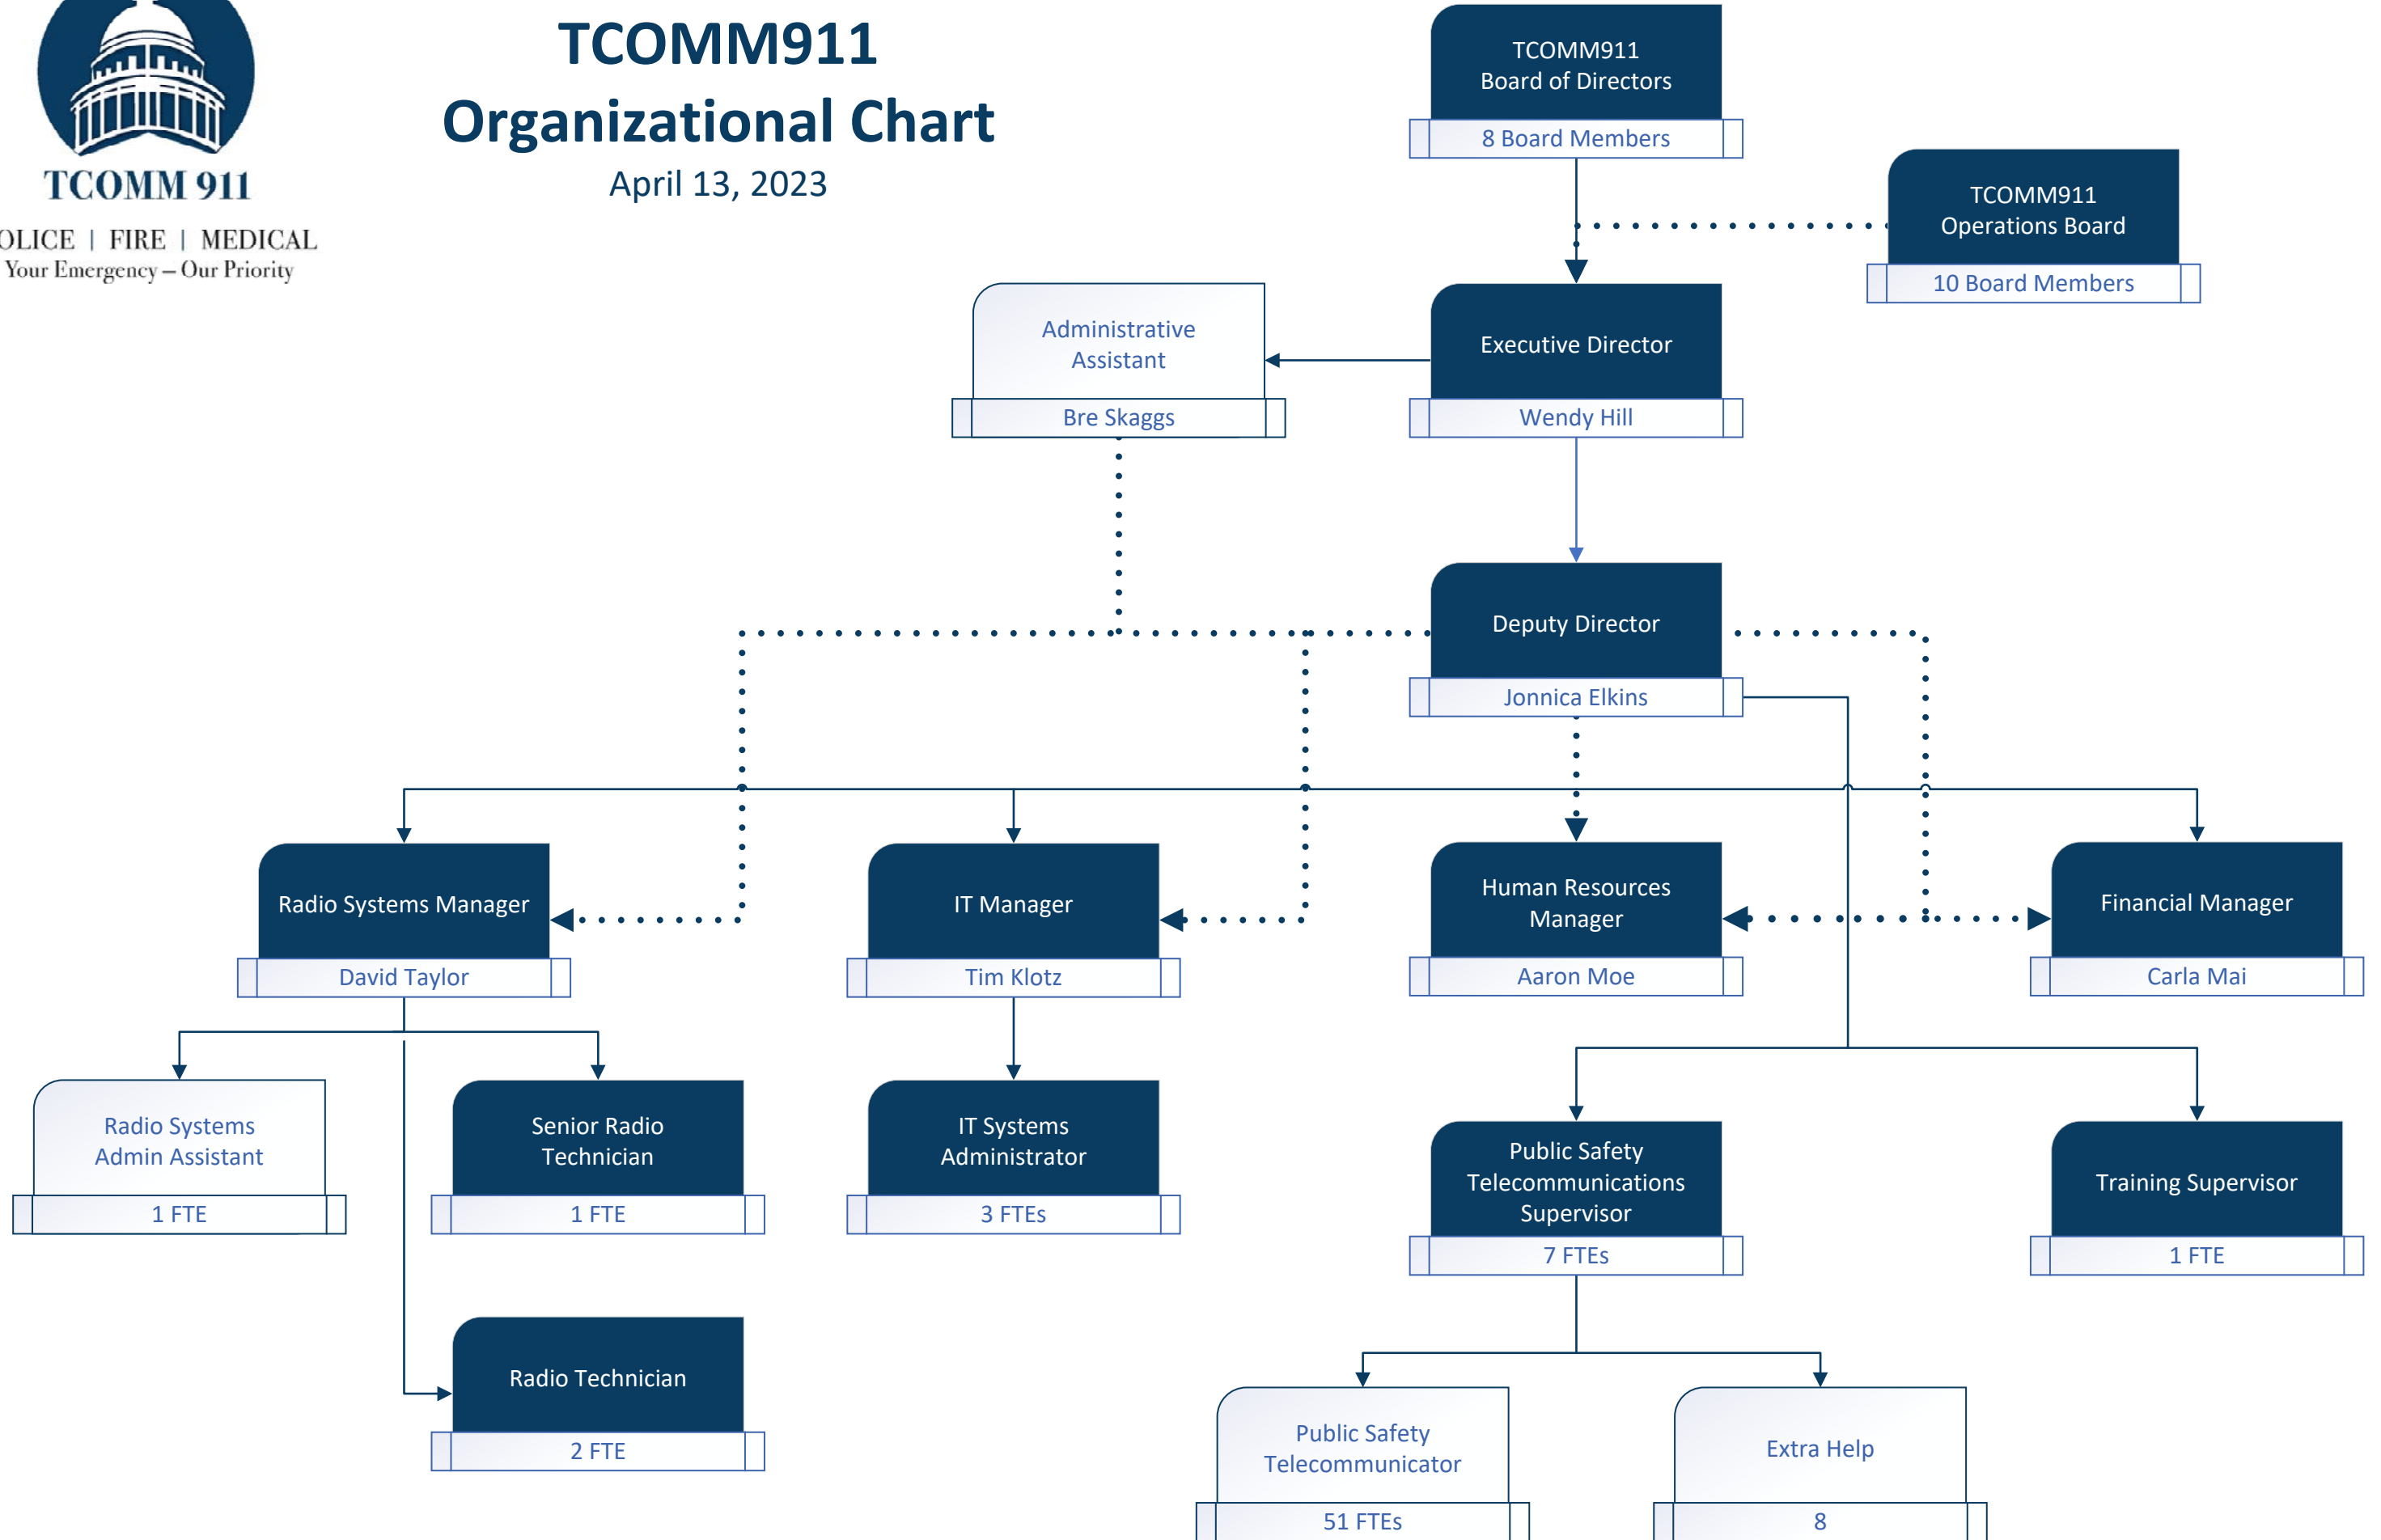 TCOMM911
Organizational Chart
April 13, 2023
TCOMM 911
OLICE | FIRE | MEDICAL
Your Emergency – Our Priority
TCOMM911
Board of Directors
8 Board Members
TCOMM911
Operations Board
10 Board Members
Administrative
Assistant
Bre Skaggs
Executive Director
Wendy Hill
Deputy Director
Jonnica Elkins
Radio Systems Manager
David Taylor
IT Manager
Tim Klotz
Human Resources
Manager
Aaron Moe
Financial Manager
Carla Mai
Radio Systems
Admin Assistant
1 FTE
Senior Radio
Technician
1 FTE
IT Systems
Administrator
3 FTEs
Public Safety
Telecommunications
Supervisor
7 FTEs
Training Supervisor
1 FTE
Radio Technician
2 FTE
Public Safety
Telecommunicator
51 FTEs
Extra Help
8